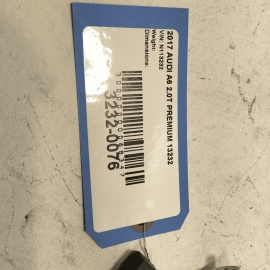 2017 AUDI A6 2.0T PREMIUM 13232
VIN: N113232
Weight:
Dimensions:
3232-0076